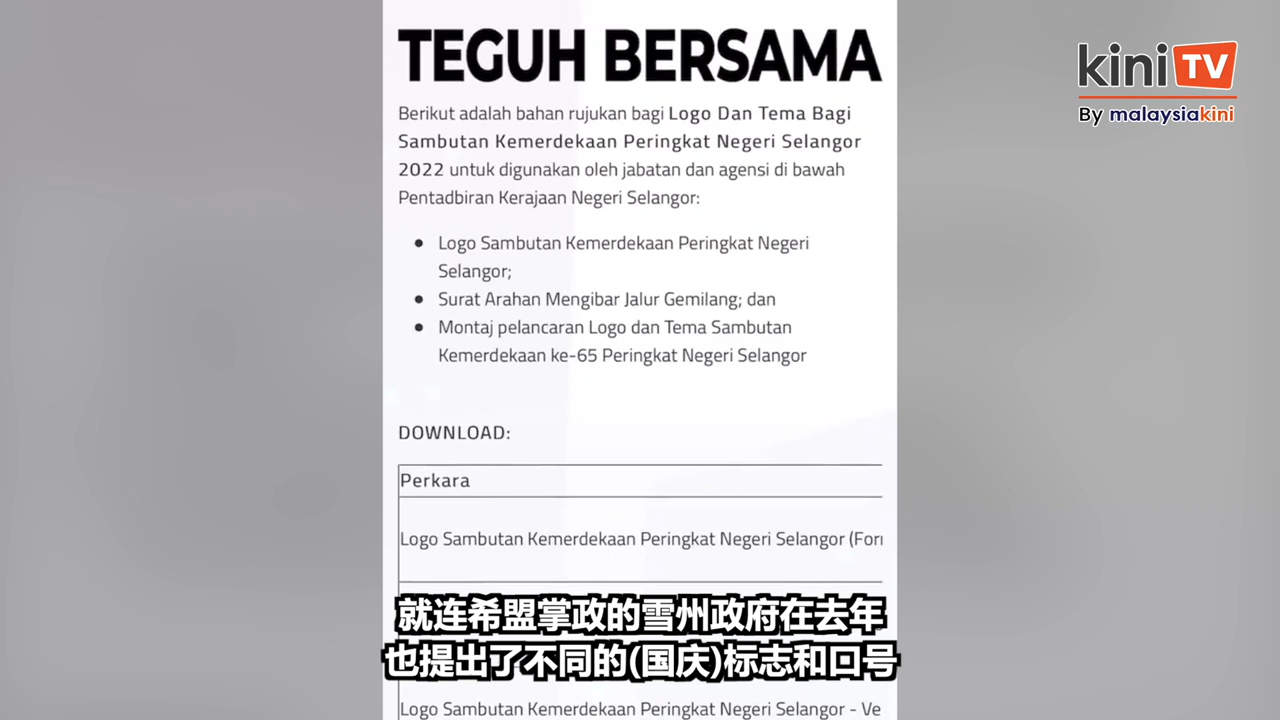 TEGUH BERSAMA
kini TV
By malaysiakini
Berikut adalah bahan rujukan bagi Logo Dan Tema Bagi
Sambutan Kemerdekaan Peringkat Negeri Selangor
2022 untuk digunakan oleh jabatan dan agensi di bawah
Pentadbiran Kerajaan Negeri Selangor:
Logo Sambutan Kemerdekaan Peringkat Negeri
Selangor;
Surat Arahan Mengibar Jalur Gemilang; dan
Montaj pelancaran Logo dan Tema Sambutan
Kemerdekaan ke-65 Peringkat Negeri Selangor
DOWNLOAD:
Perkara
Logo Sambutan Kemerdekaan Peringkat Negeri Selangor
就连希盟掌政的雪州政府在去年
也提出了不同的(国庆)标志和口号
Logo Sambutan Kemerdekaan Peringkat Negeri Selangor -